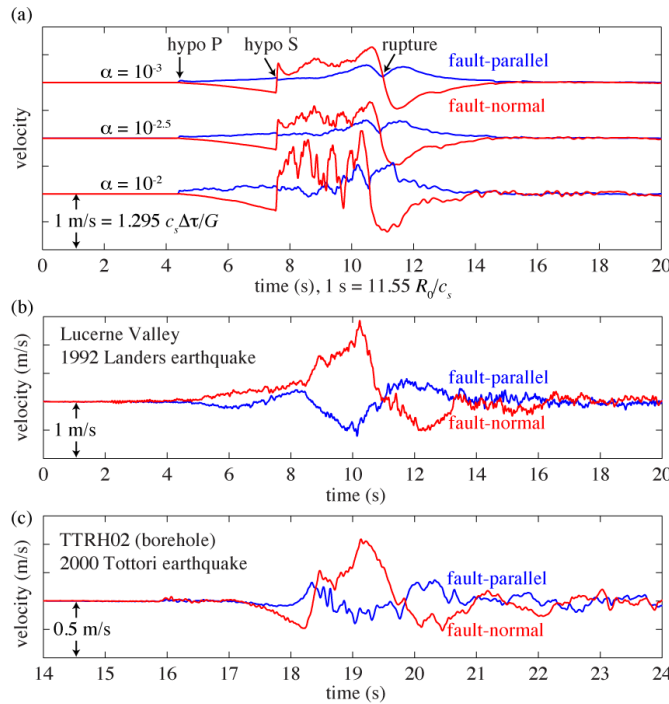 (a)
hypo P
hypo S
rupture
fault-parallel
α = 10⁻³
fault-normal
α = 10⁻²·⁵
α = 10⁻²
velocity
1 m/s = 1.295 cₛΔτ/G
0 2 4 6 8 10 12 14 16 18 20
time (s), 1 s = 11.55 R₀/cₛ
(b)
Lucerne Valley
1992 Landers earthquake
fault-parallel
velocity (m/s)
1 m/s
fault-normal
0 2 4 6 8 10 12 14 16 18 20
time (s)
(c)
TTRH02 (borehole)
2000 Tottori earthquake
fault-parallel
velocity (m/s)
0.5 m/s
fault-normal
14 15 16 17 18 19 20 21 22 23 24
time (s)